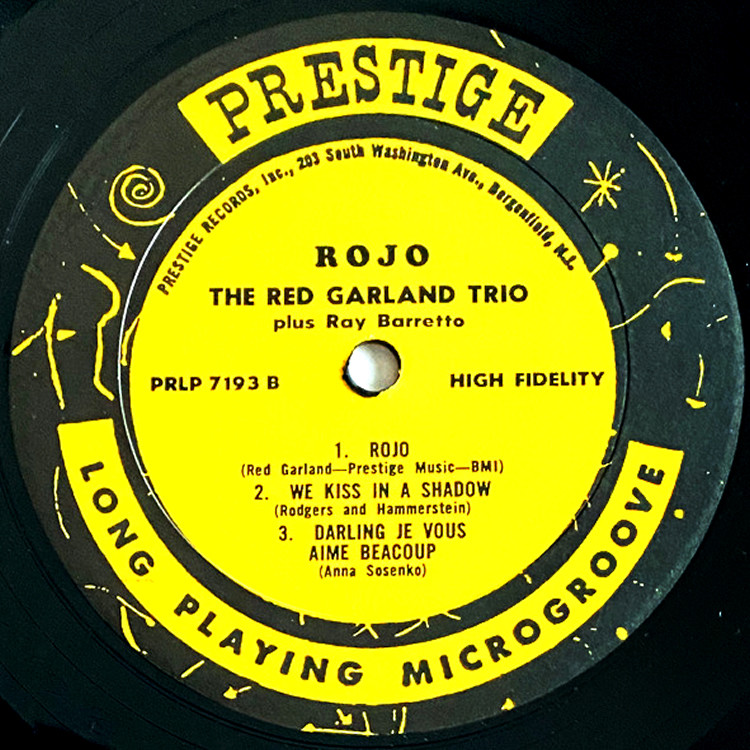 PRESTIGE
PRESTIGE RECORDS, Inc., 203 South Washington Ave., Bergenfield, N.J.
ROJO
THE RED GARLAND TRIO
plus Ray Barretto
PRLP 7193 B
HIGH FIDELITY
1. ROJO
(Red Garland—Prestige Music—BMI)
2. WE KISS IN A SHADOW
(Rodgers and Hammerstein)
3. DARLING JE VOUS
AIME BEACOUP
(Anna Sosenko)
LONG PLAYING MICROGROOVE